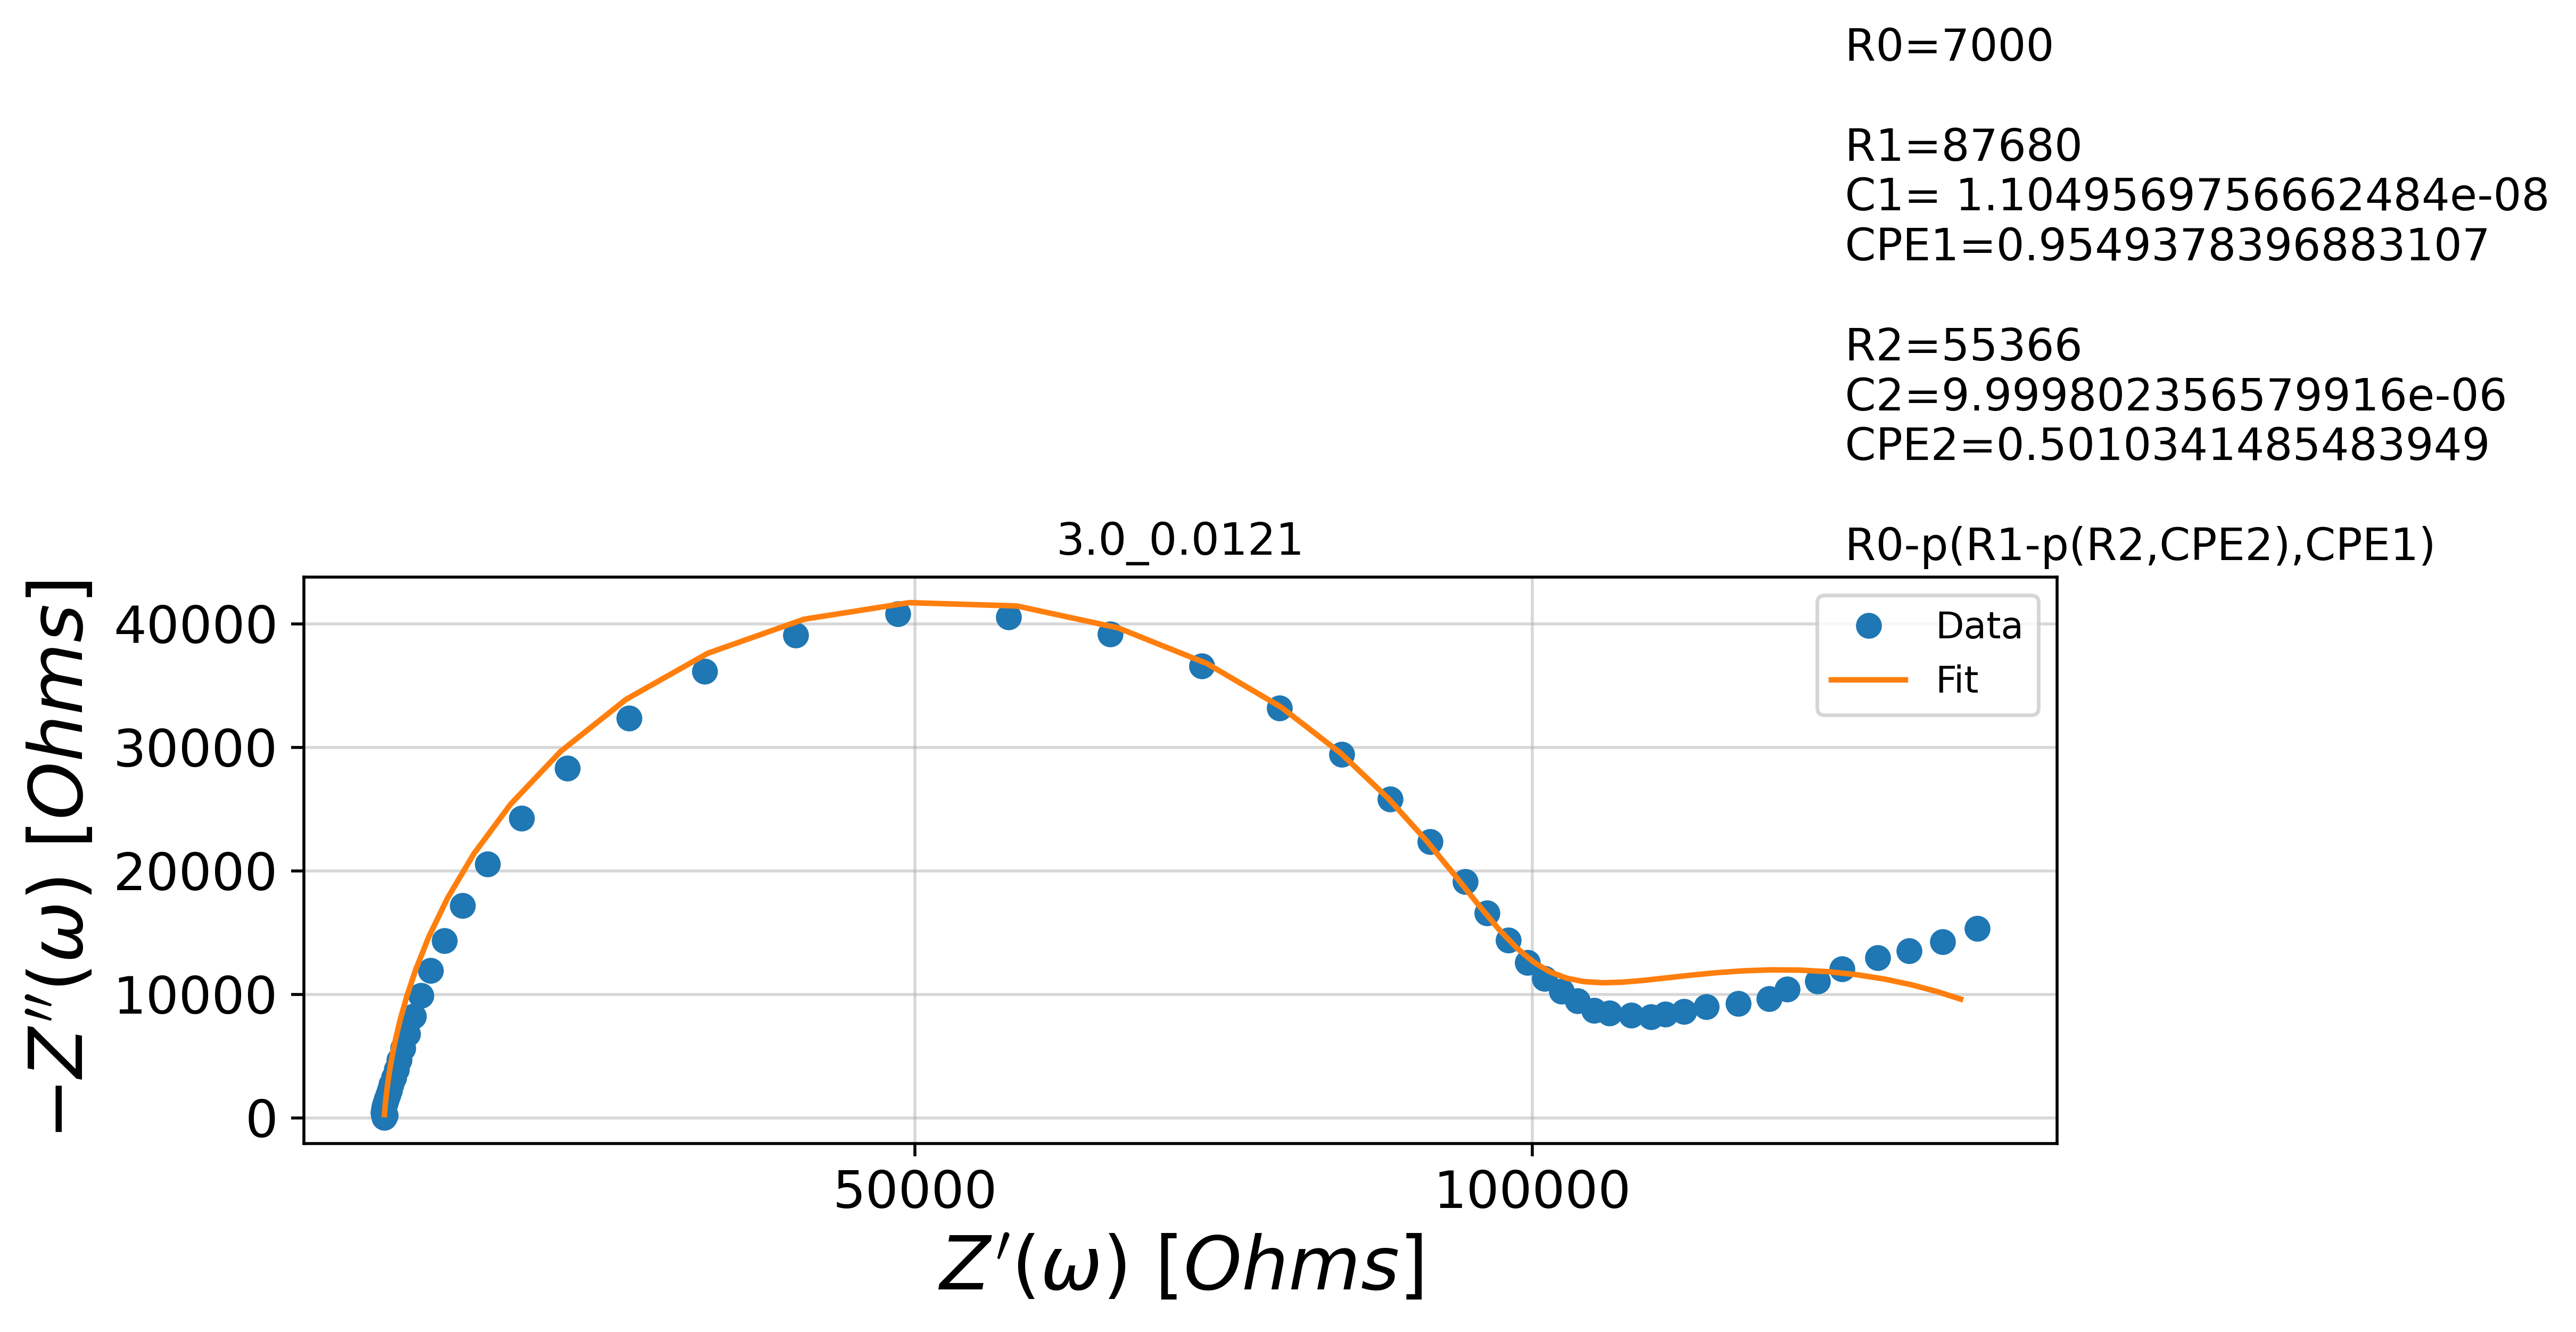 R0=7000
R1=87680
C1= 1.1049569756662484e-08
CPE1=0.9549378396883107
R2=55366
C2=9.999802356579916e-06
CPE2=0.5010341485483949
R0-p(R1-p(R2,CPE2),CPE1)
3.0_0.0121
−Z′′(ω) [Ohms]
40000
30000
20000
10000
0
Data
Fit
50000
100000
Z′(ω) [Ohms]